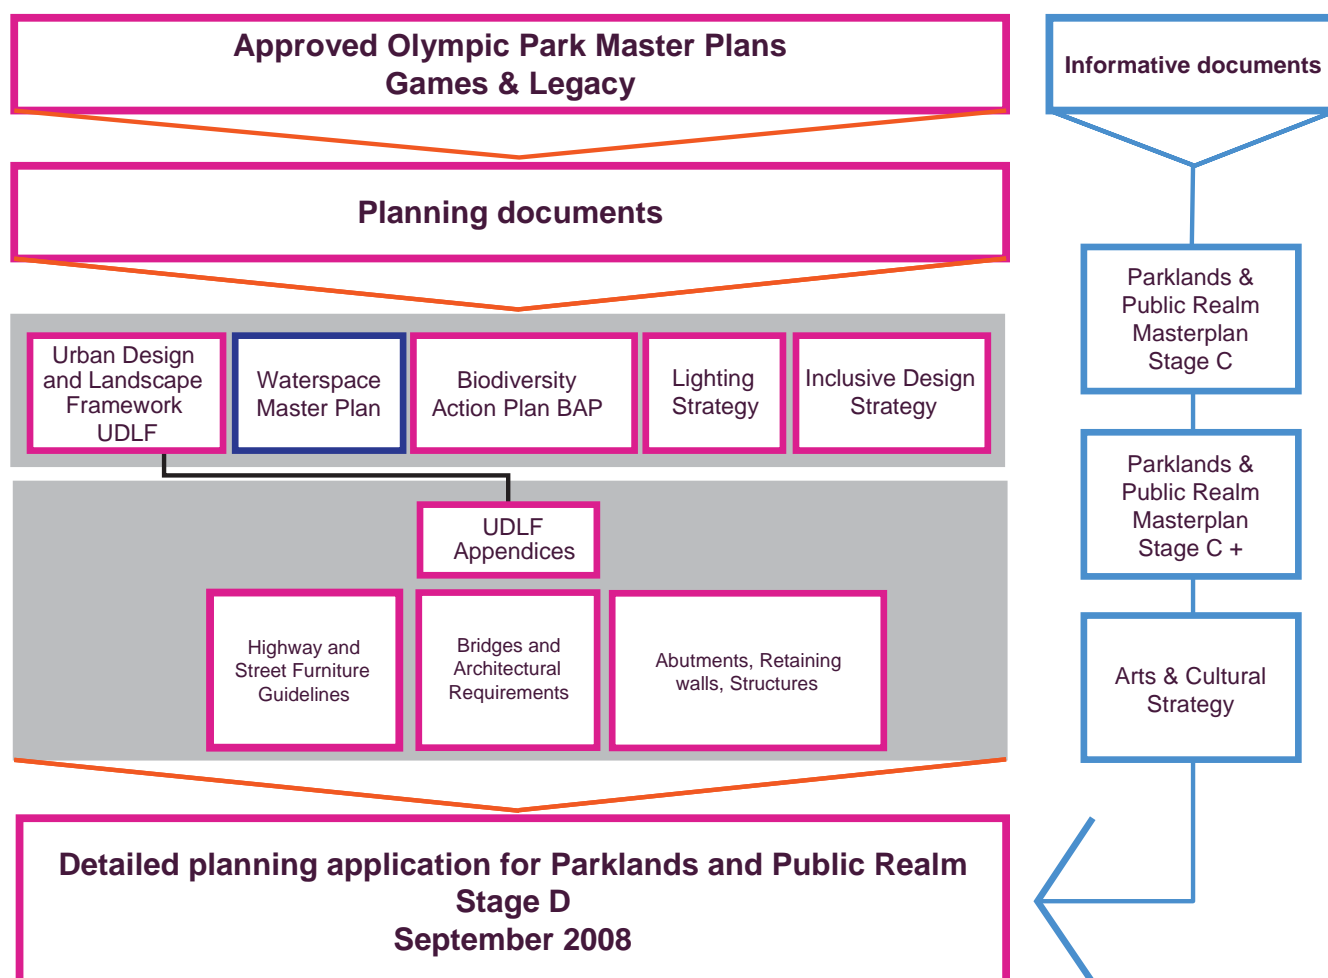 Approved Olympic Park Master Plans
Games & Legacy
Planning documents
Urban Design
and Landscape
Framework
UDLF
Waterspace
Master Plan
Biodiversity
Action Plan BAP
Lighting
Strategy
Inclusive Design
Strategy
UDLF
Appendices
Highway and
Street Furniture
Guidelines
Bridges and
Architectural
Requirements
Abutments, Retaining
walls, Structures
Detailed planning application for Parklands and Public Realm
Stage D
September 2008
Informative documents
Parklands &
Public Realm
Masterplan
Stage C
Parklands &
Public Realm
Masterplan
Stage C +
Arts & Cultural
Strategy